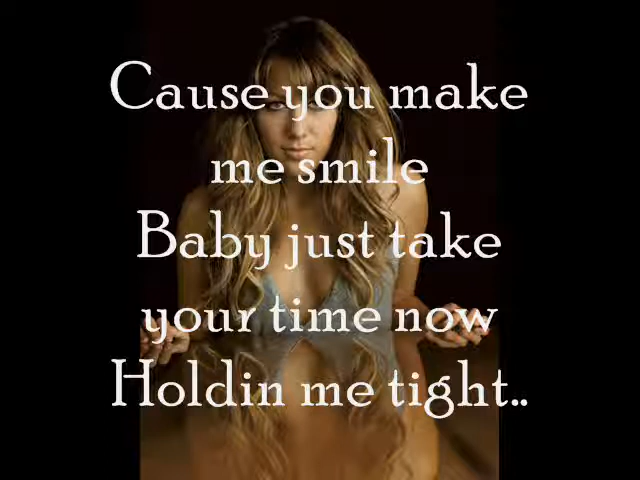 Cause you make
me smile
Baby just take
your time now
Holdin me tight..